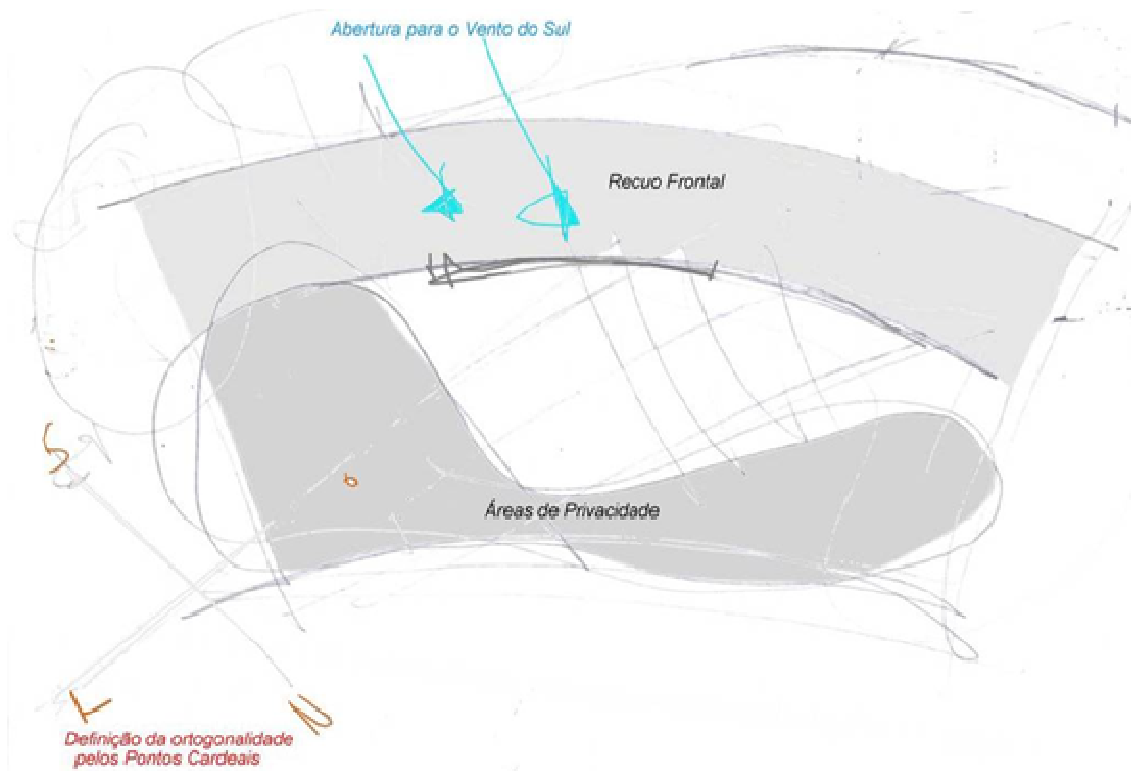 Abertura para o Vento do Sul
Recuo Frontal
S
Áreas de Privacidade
L
N
Definição da ortogonalidade
pelos Pontos Cardeais